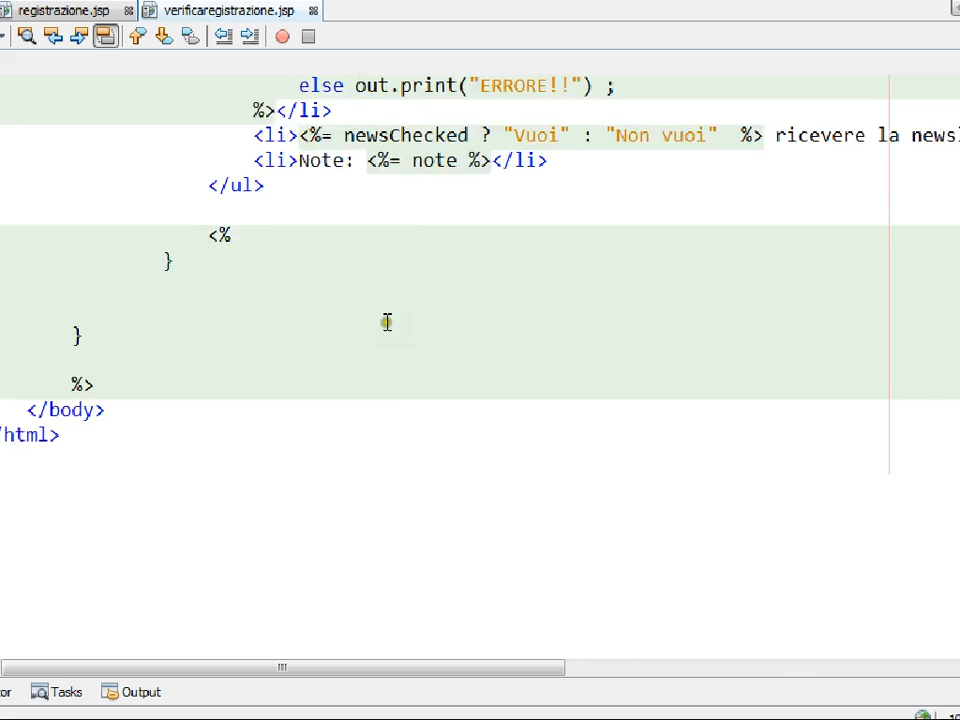 registrazione.jsp verificaregistrazione.jsp
else out.print("ERRORE!!") ;
%></li>
<li><%= newsChecked ? "Vuoi" : "Non vuoi" %> ricevere la newsl
<li>Note: <%= note %></li>
</ul>
<%
}
}
%>
</body>
/html>
Tasks Output